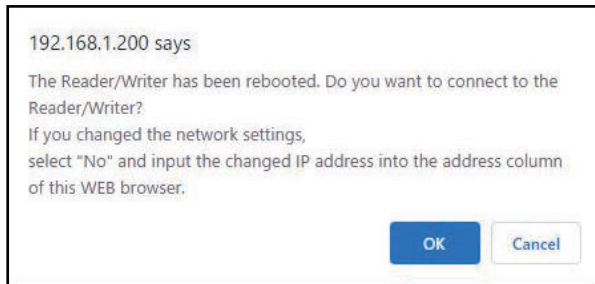 192.168.1.200 says
The Reader/Writer has been rebooted. Do you want to connect to the
Reader/Writer?
If you changed the network settings,
select "No" and input the changed IP address into the address column
of this WEB browser.
OK Cancel